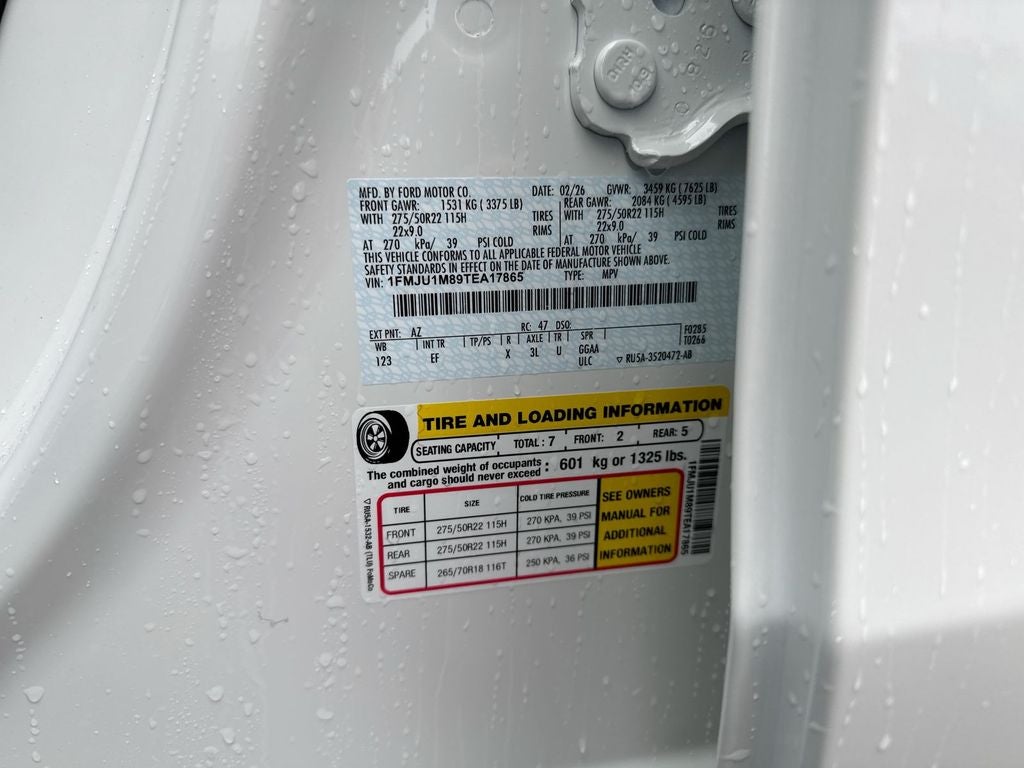 MFD. BY FORD MOTOR CO. DATE: 02/26 GVWR: 3459 KG ( 7625 LB)
FRONT GAWR: 1531 KG ( 3375 LB) REAR GAWR: 2084 KG ( 4595 LB)
WITH 275/50R22 115H TIRES WITH 275/50R22 115H TIRES
22x9.0 RIMS 22x9.0 RIMS
AT 270 kPa/ 39 PSI COLD AT 270 kPa/ 39 PSI COLD
THIS VEHICLE CONFORMS TO ALL APPLICABLE FEDERAL MOTOR VEHICLE
SAFETY STANDARDS IN EFFECT ON THE DATE OF MANUFACTURE SHOWN ABOVE.
VIN: 1FMJU1M89TEA17865 TYPE: MPV
EXT PNT: AZ RC: 47 DSO: F0285
WB INT TR TP/PS R AXLE TR SPR T0266
123 EF X 3L U GGAA
ULC ▽ RU5A-3520472-AB
TIRE AND LOADING INFORMATION
SEATING CAPACITY TOTAL: 7 FRONT: 2 REAR: 5
The combined weight of occupants
and cargo should never exceed : 601 kg or 1325 lbs.
TIRE SIZE COLD TIRE PRESSURE
FRONT 275/50R22 115H 270 KPA, 39 PSI
REAR 275/50R22 115H 270 KPA, 39 PSI
SPARE 265/70R18 116T 250 KPA, 36 PSI
SEE OWNERS
MANUAL FOR
ADDITIONAL
INFORMATION
1FMJU1M89TEA17865
▽ RU5A-1532-AB (TLU) FoMoCo